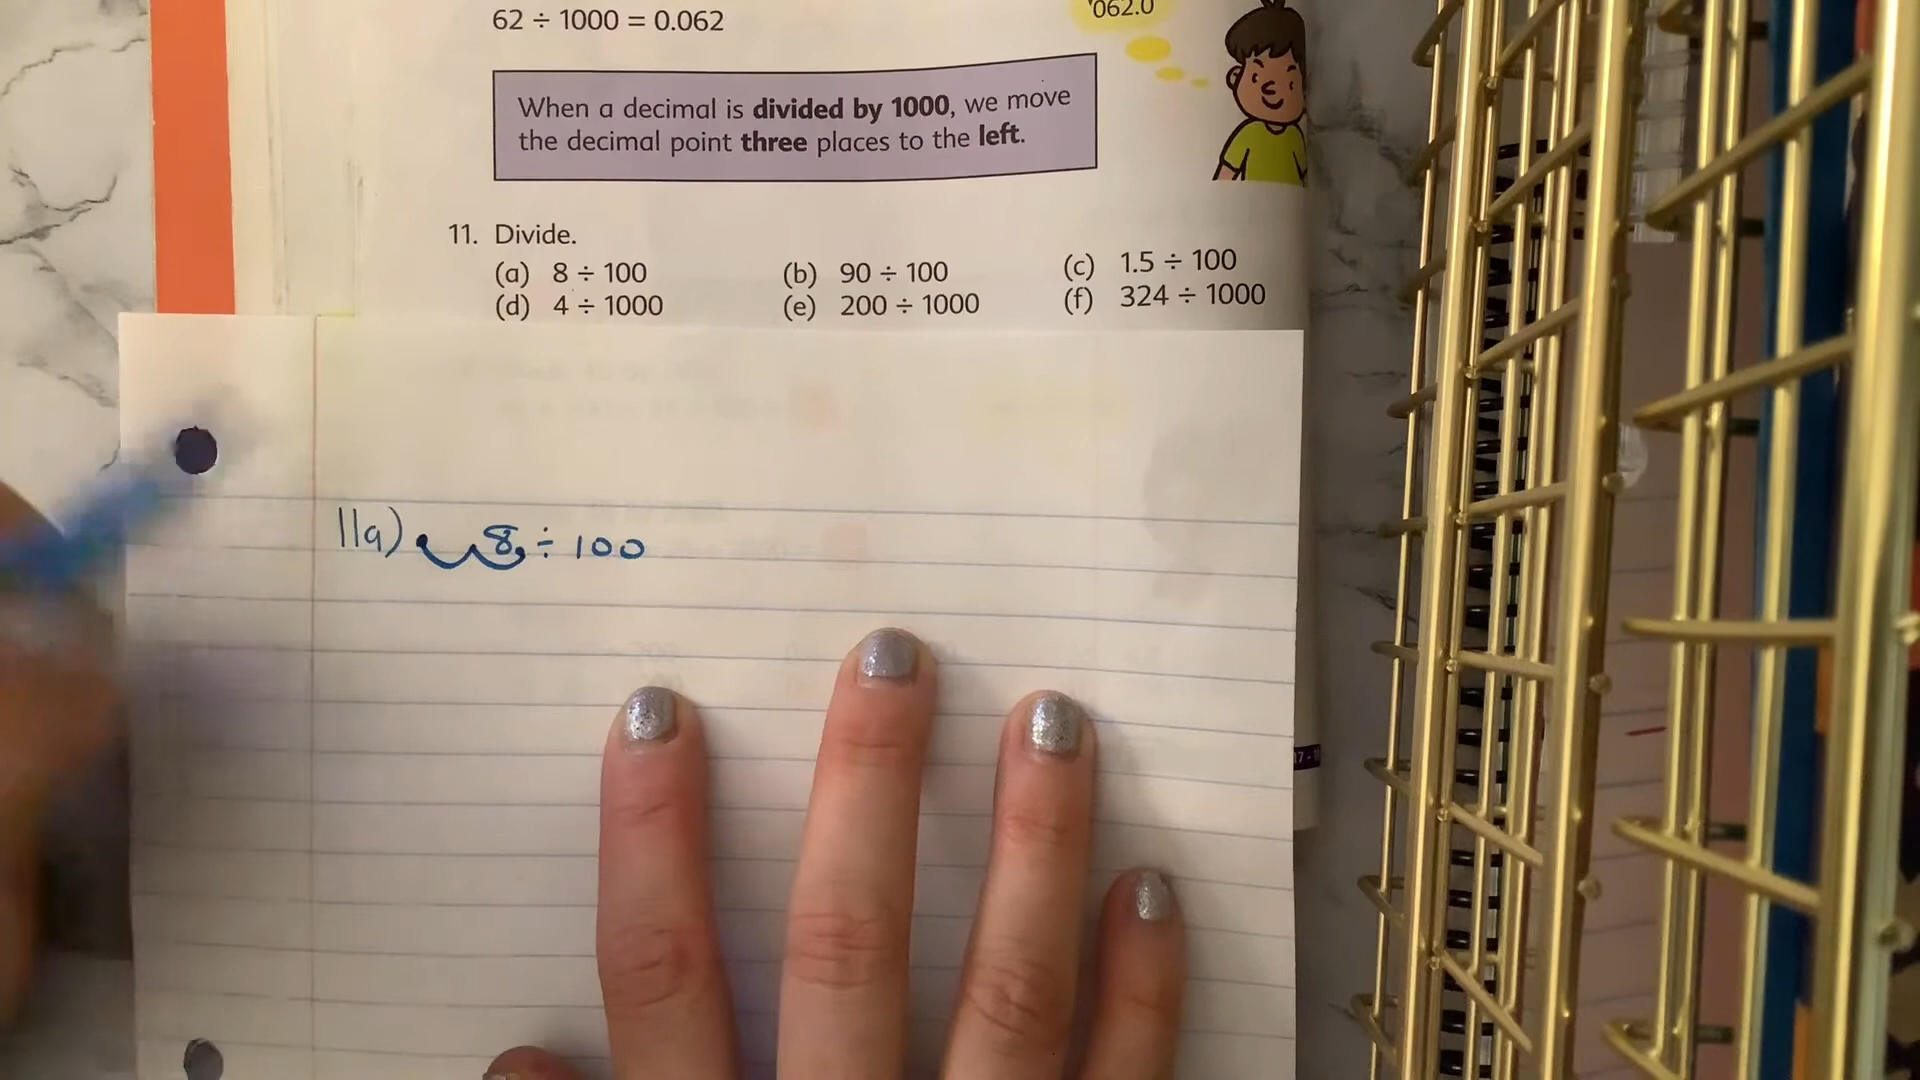 62 ÷ 1000 = 0.062
062.0
When a decimal is divided by 1000, we move
the decimal point three places to the left.
11. Divide.
(a) 8 ÷ 100 (b) 90 ÷ 100 (c) 1.5 ÷ 100
(d) 4 ÷ 1000 (e) 200 ÷ 1000 (f) 324 ÷ 1000
11a) 8 ÷ 100